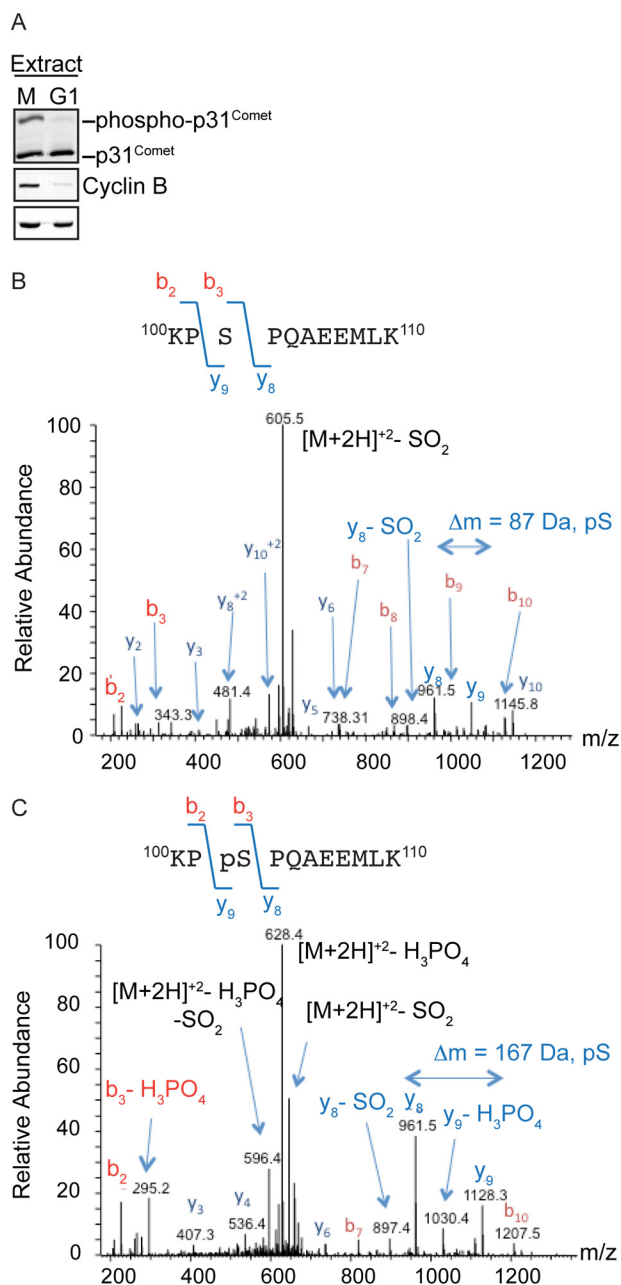 A
Extract
M G1
–phospho-p31Comet
–p31Comet
Cyclin B
B
b2 b3
100KP S PQAEEMLK110
y9 y8
100
80
60
40
20
0
Relative Abundance
605.5
[M+2H]+2- SO2
y8- SO2
Δm = 87 Da, pS
y10+2
b7
b3
y8+2
y6
b8
b9
b10
y2
y3
b2
481.4
y5
y8
961.5
y9
y10
343.3
738.31
898.4
1145.8
m/z
200 400 600 800 1000 1200
C
b2 b3
100KP pS PQAEEMLK110
y9 y8
100
80
60
40
20
0
Relative Abundance
628.4
[M+2H]+2- H3PO4
[M+2H]+2- H3PO4
-SO2
[M+2H]+2- SO2
Δm = 167 Da, pS
b3- H3PO4
y8- SO2
y8
961.5
y9- H3PO4
b2
295.2
596.4
y9
y3
y4
y6
b7
1128.3
b10
407.3
536.4
897.4
1030.4
1207.5
m/z
200 400 600 800 1000 1200